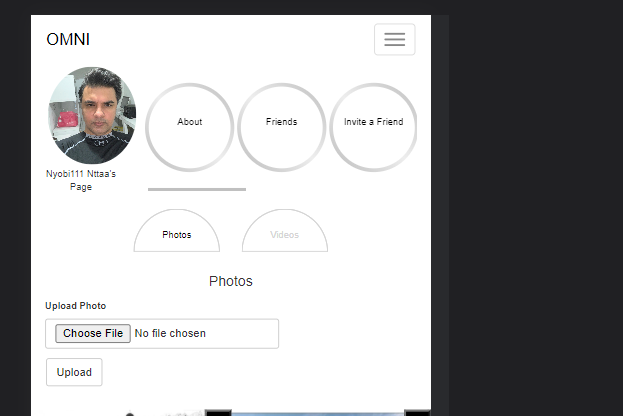 OMNI
About
Friends
Invite a Friend
Nyobi111 Nttaa's
Page
Photos
Videos
Photos
Upload Photo
Choose File No file chosen
Upload